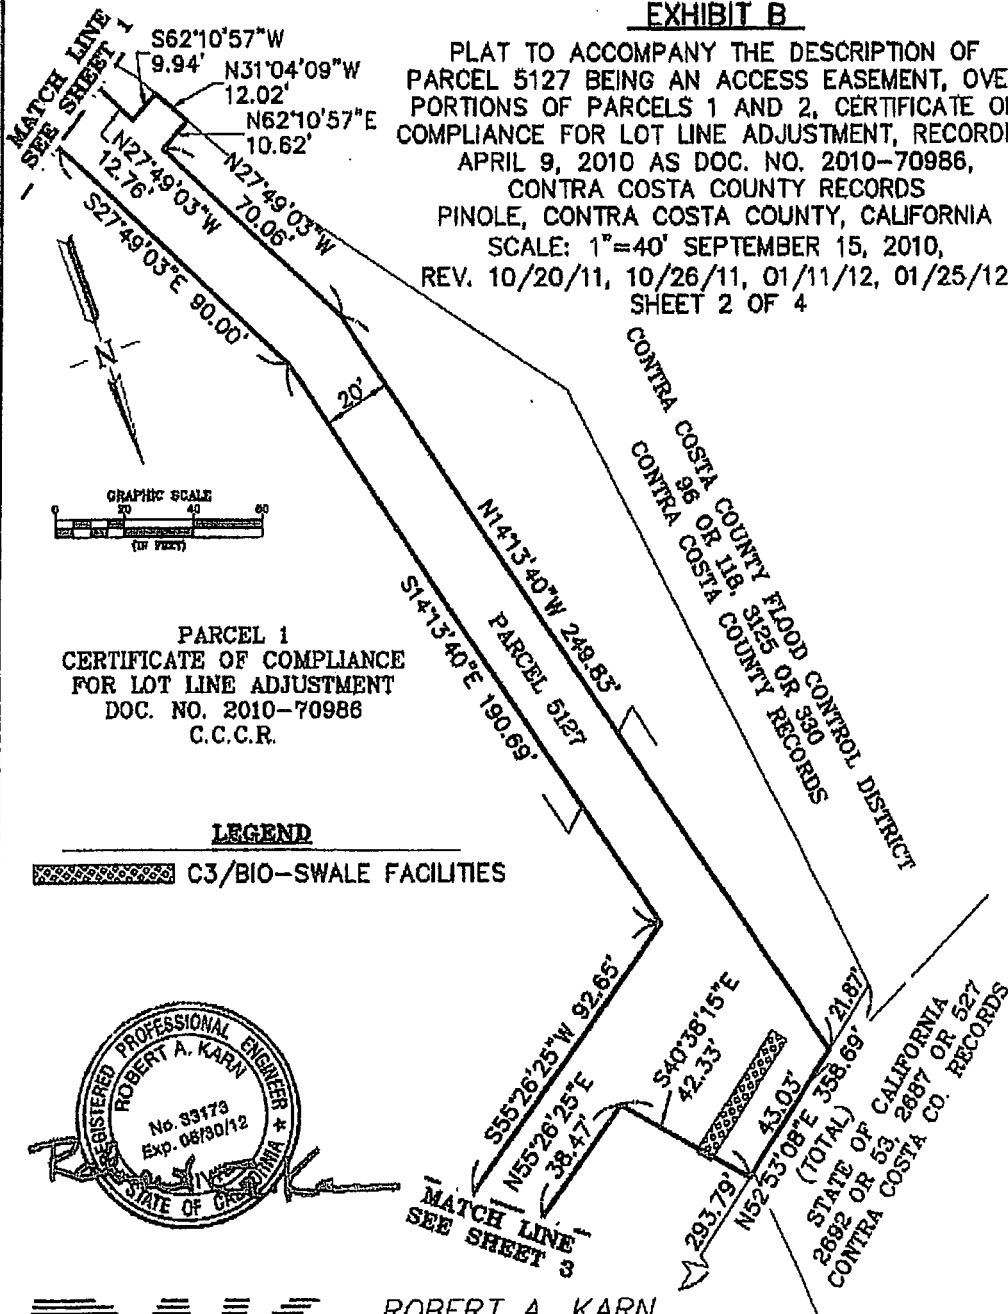 EXHIBIT B
PLAT TO ACCOMPANY THE DESCRIPTION OF
PARCEL 5127 BEING AN ACCESS EASEMENT, OVE
PORTIONS OF PARCELS 1 AND 2, CERTIFICATE O
COMPLIANCE FOR LOT LINE ADJUSTMENT, RECORD
APRIL 9, 2010 AS DOC. NO. 2010-70986,
CONTRA COSTA COUNTY RECORDS
PINOLE, CONTRA COSTA COUNTY, CALIFORNIA
SCALE: 1"=40' SEPTEMBER 15, 2010,
REV. 10/20/11, 10/26/11, 01/11/12, 01/25/12
SHEET 2 OF 4
MATCH LINE
SEE SHEET 1
S62°10'57"W
9.94'
N31°04'09"W
12.02'
N62°10'57"E
10.62'
N27°49'03"W
12.76'
N27°49'03"W
70.06'
S27°49'03"E 90.00'
20'
N
GRAPHIC SCALE
0 20 40 60
(IN FEET)
N14°13'40"W 249.83'
S14°13'40"E 190.69'
PARCEL 5127
CONTRA COSTA COUNTY FLOOD CONTROL DISTRICT
96 OR 118, 3125 OR 330
CONTRA COSTA COUNTY RECORDS
PARCEL 1
CERTIFICATE OF COMPLIANCE
FOR LOT LINE ADJUSTMENT
DOC. NO. 2010-70986
C.C.C.R.
LEGEND
C3/BIO-SWALE FACILITIES
S55°26'25"W 92.65'
N55°26'25"E
38.47'
S40°38'15"E
42.33'
43.03'
21.87'
293.79'
N52°53'08"E 358.69'
(TOTAL)
STATE OF CALIFORNIA
2692 OR 53, 2687 OR 527
CONTRA COSTA CO. RECORDS
MATCH LINE
SEE SHEET 3
REGISTERED PROFESSIONAL ENGINEER
ROBERT A. KARN
No. 33173
Exp. 06/30/12
STATE OF CALIFORNIA
ROBERT A. KARN